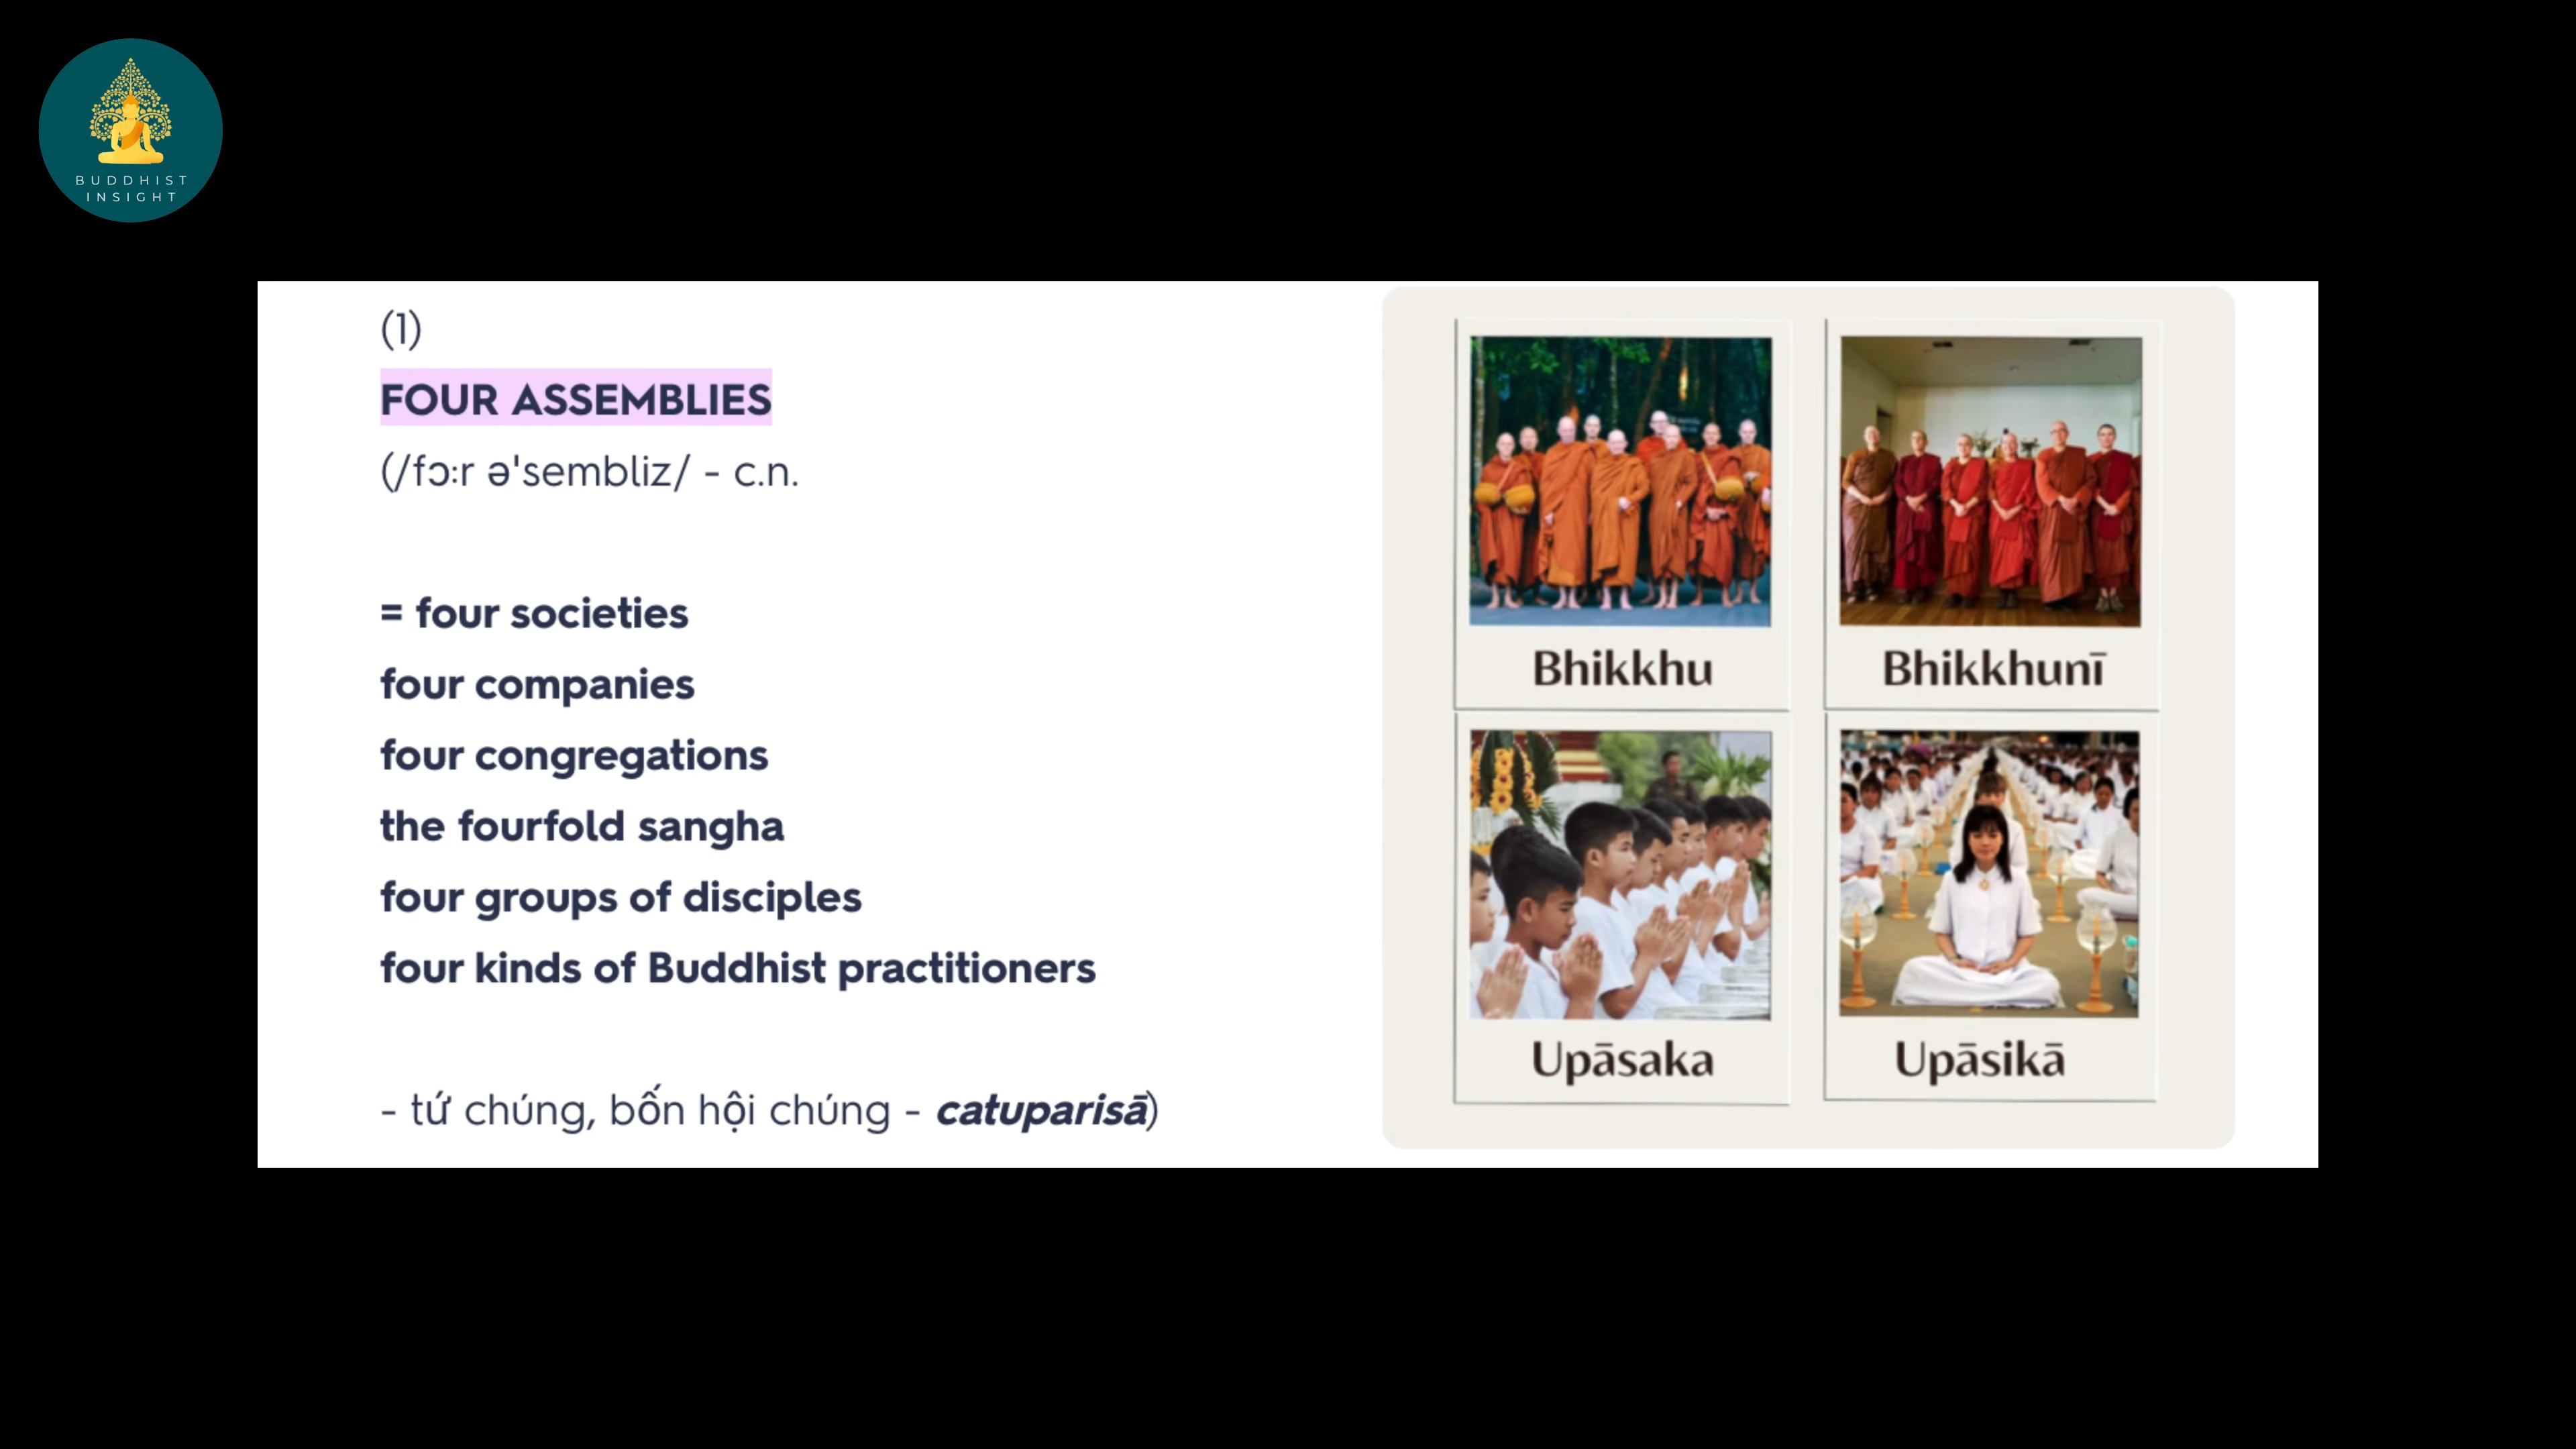 BUDDHIST
INSIGHT
(1)
FOUR ASSEMBLIES
(/fɔːr ə'sembliz/ - c.n.
= four societies
four companies
four congregations
the fourfold sangha
four groups of disciples
four kinds of Buddhist practitioners
- tứ chúng, bốn hội chúng - catuparisā)
Bhikkhu
Bhikkhunī
Upāsaka
Upāsikā